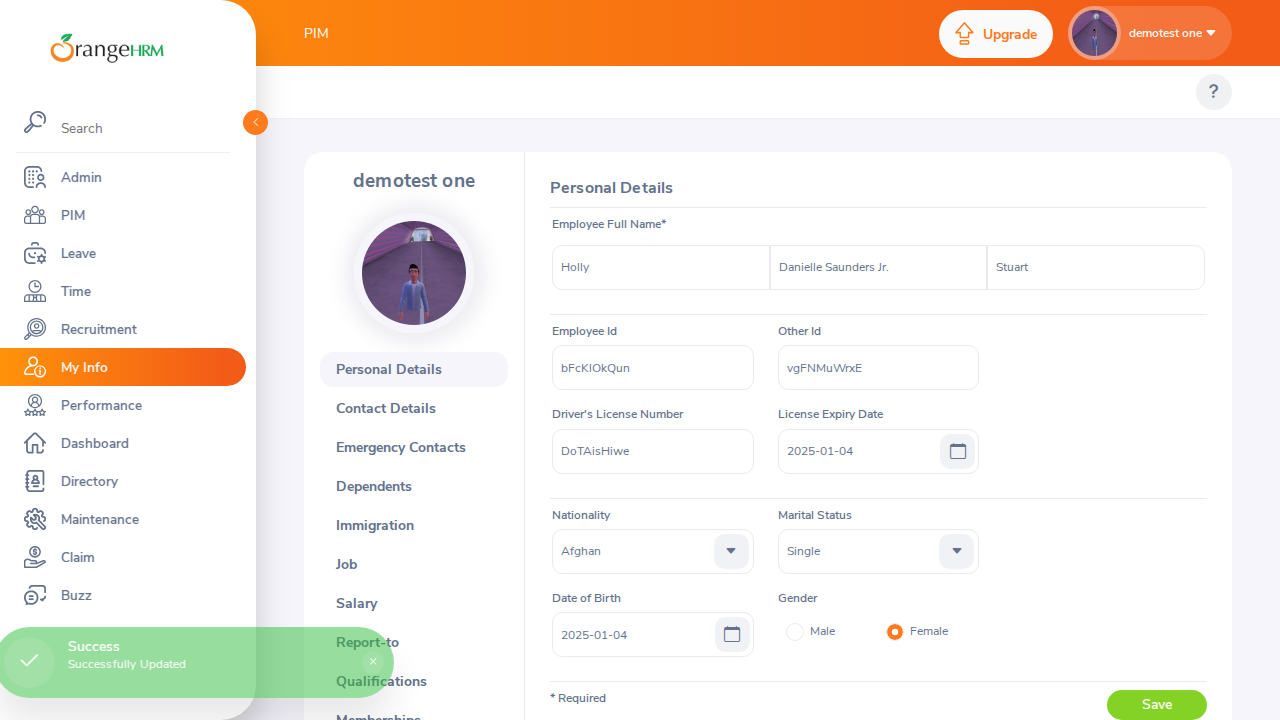 OrangeHRM
Search
Admin
PIM
Leave
Time
Recruitment
My Info
Performance
Dashboard
Directory
Maintenance
Claim
Buzz
PIM
Upgrade
demotest one
?
demotest one
Personal Details
Contact Details
Emergency Contacts
Dependents
Immigration
Job
Salary
Report-to
Qualifications
Memberships
Personal Details
Employee Full Name*
Holly
Danielle Saunders Jr.
Stuart
Employee Id
Other Id
bFcKlOkQun
vgFNMuWrxE
Driver's License Number
License Expiry Date
DoTAisHiwe
2025-01-04
Nationality
Marital Status
Afghan
Single
Date of Birth
Gender
2025-01-04
Male
Female
* Required
Save
Success
Successfully Updated